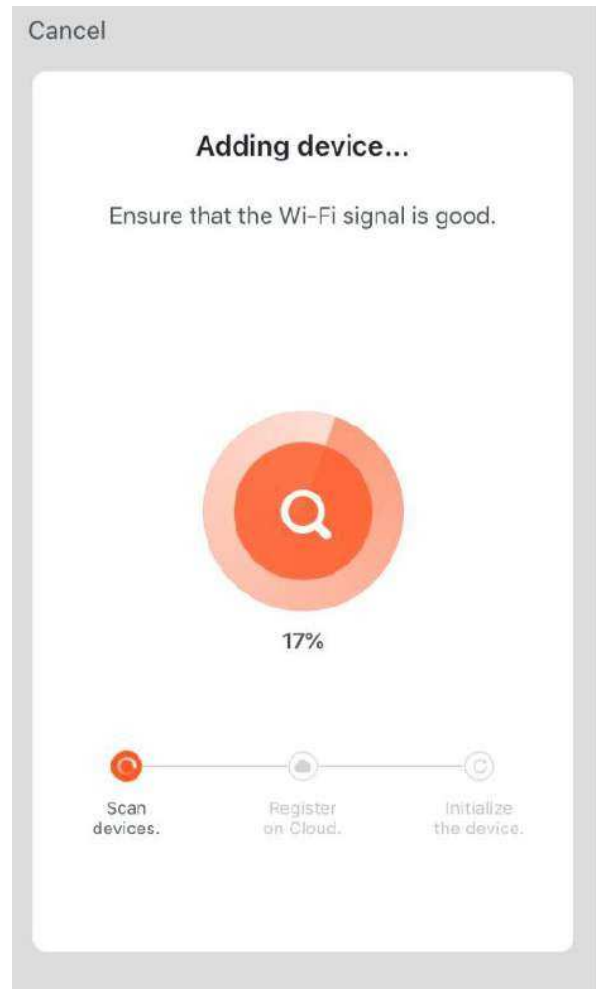 Cancel
Adding device...
Ensure that the Wi-Fi signal is good.
17%
Scan
devices.
Register
on Cloud.
Initialize
the device.